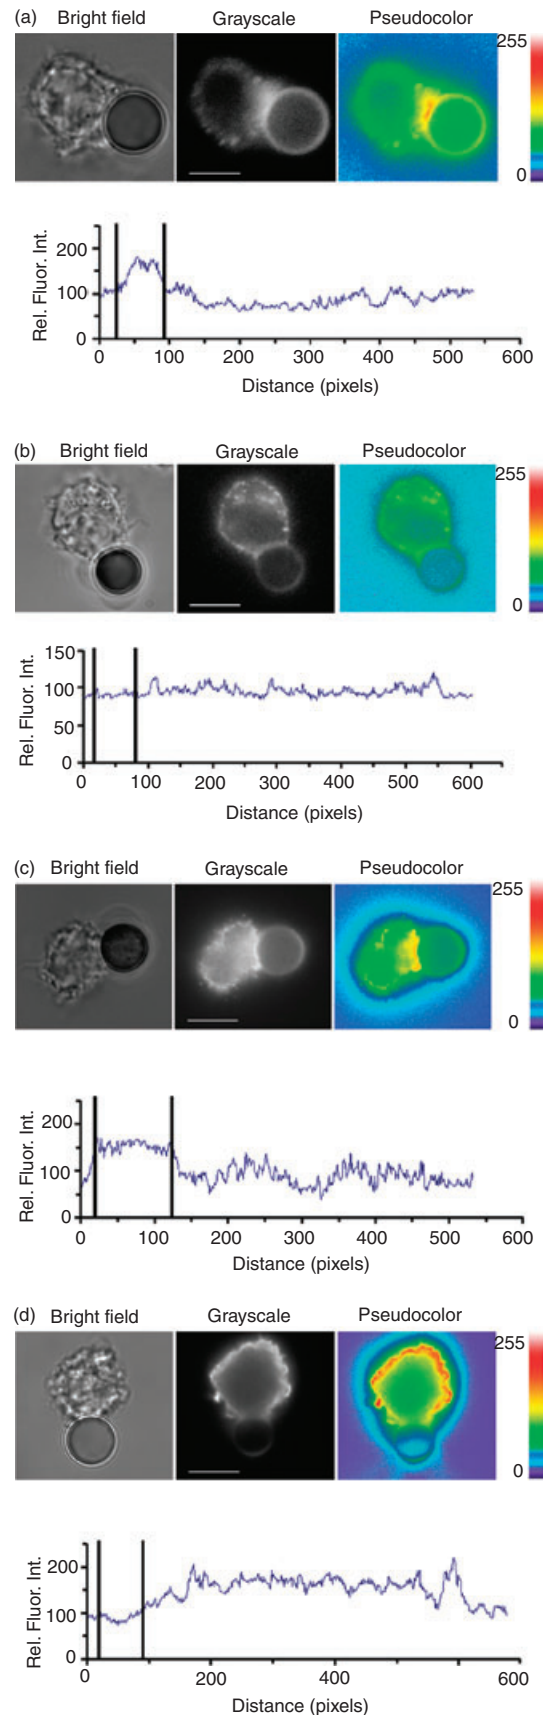 (a) Bright field Grayscale Pseudocolor
255
0
Rel. Fluor. Int.
200
100
0
0 100 200 300 400 500 600
Distance (pixels)
(b) Bright field Grayscale Pseudocolor
255
0
Rel. Fluor. Int.
150
100
50
0
0 100 200 300 400 500 600
Distance (pixels)
(c) Bright field Grayscale Pseudocolor
255
0
Rel. Fluor. Int.
200
100
0
0 100 200 300 400 500 600
Distance (pixels)
(d) Bright field Grayscale Pseudocolor
255
0
Rel. Fluor. Int.
200
100
0
0 200 400 600
Distance (pixels)